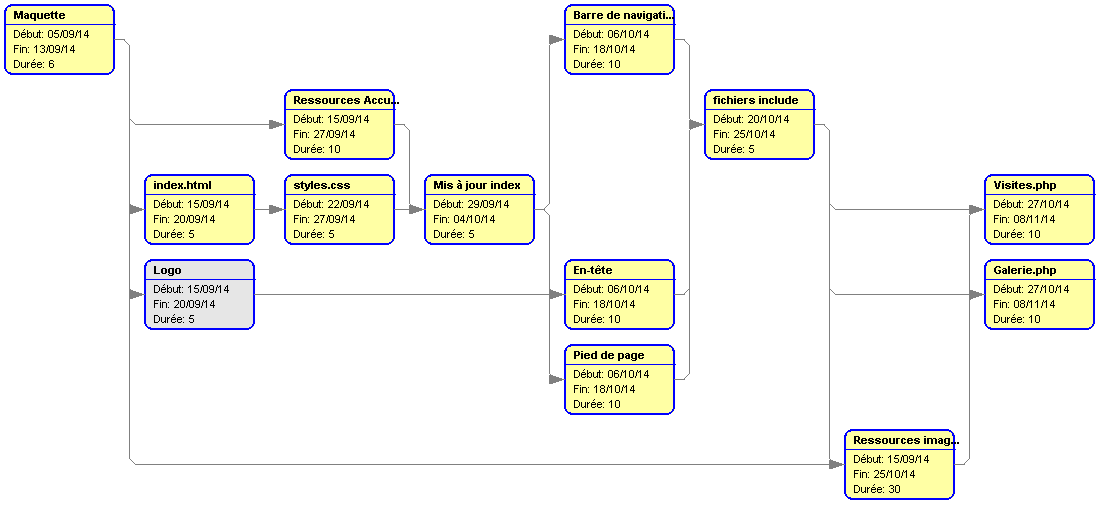 Maquette
Début: 05/09/14
Fin: 13/09/14
Durée: 6
Barre de navigati...
Début: 06/10/14
Fin: 18/10/14
Durée: 10
Ressources Accu...
Début: 15/09/14
Fin: 27/09/14
Durée: 10
fichiers include
Début: 20/10/14
Fin: 25/10/14
Durée: 5
index.html
Début: 15/09/14
Fin: 20/09/14
Durée: 5
styles.css
Début: 22/09/14
Fin: 27/09/14
Durée: 5
Mis à jour index
Début: 29/09/14
Fin: 04/10/14
Durée: 5
Visites.php
Début: 27/10/14
Fin: 08/11/14
Durée: 10
Logo
Début: 15/09/14
Fin: 20/09/14
Durée: 5
En-tête
Début: 06/10/14
Fin: 18/10/14
Durée: 10
Galerie.php
Début: 27/10/14
Fin: 08/11/14
Durée: 10
Pied de page
Début: 06/10/14
Fin: 18/10/14
Durée: 10
Ressources imag...
Début: 15/09/14
Fin: 25/10/14
Durée: 30